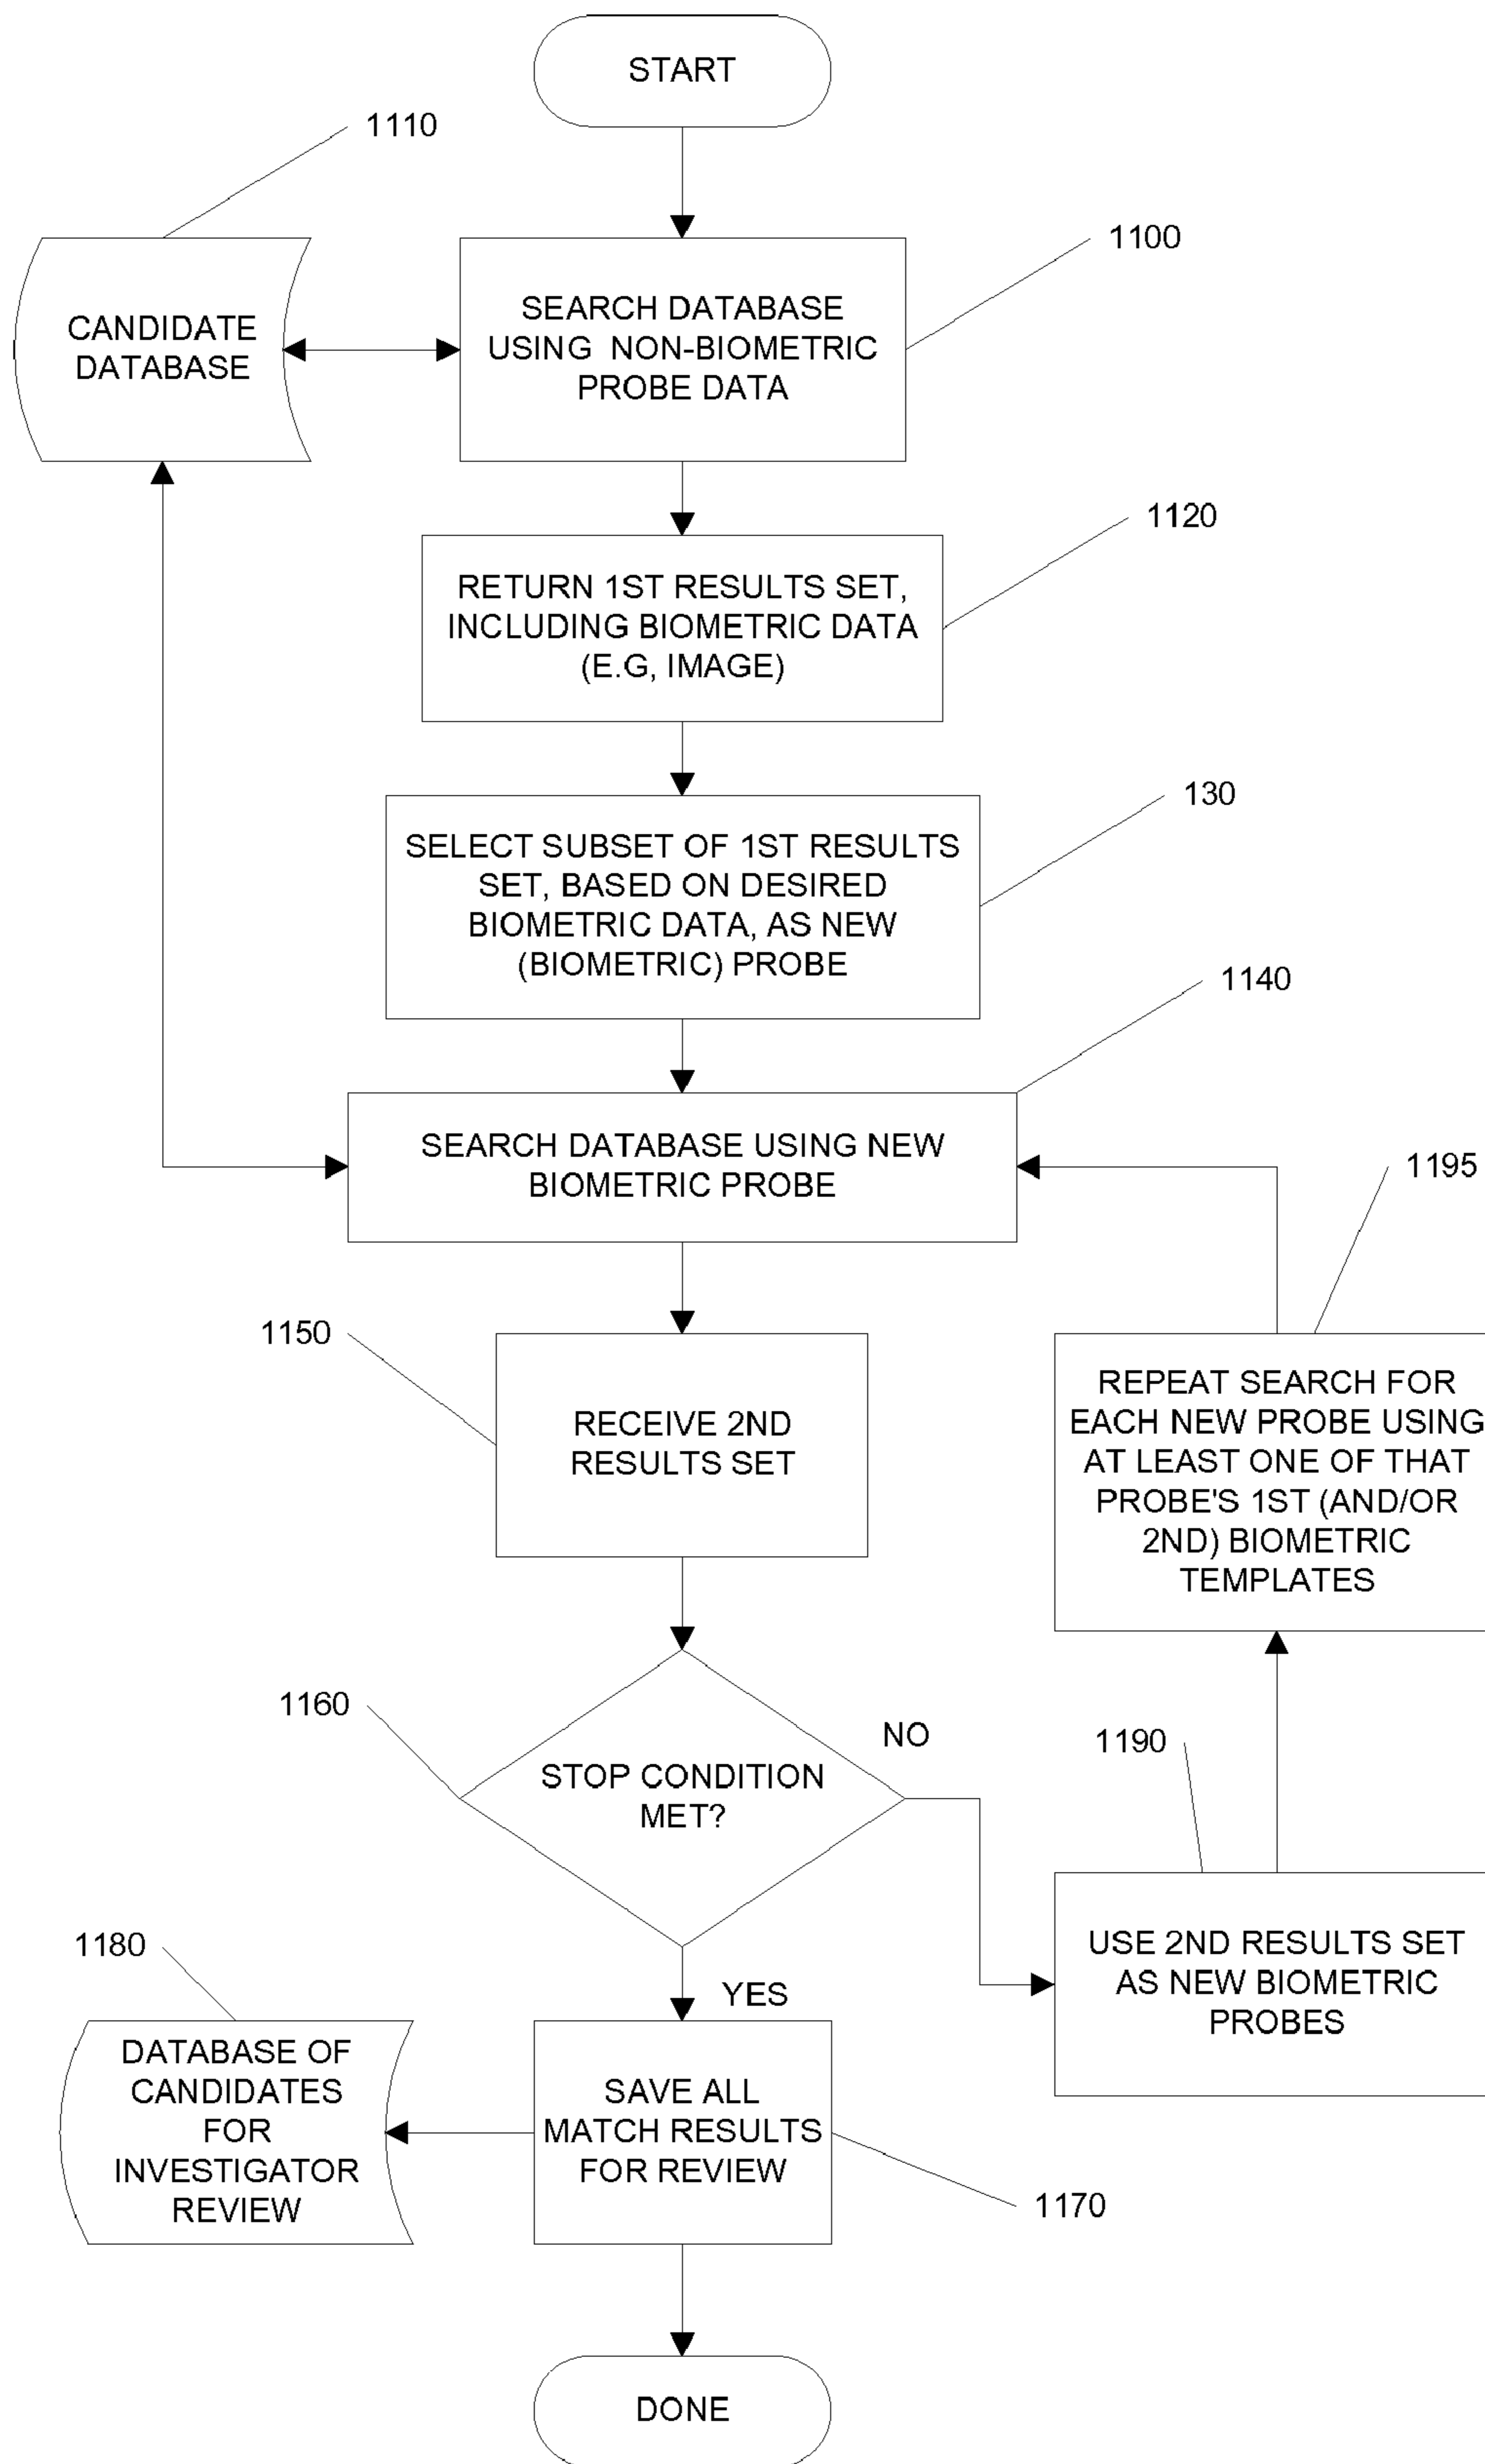 START
1110
1100
CANDIDATE
DATABASE
SEARCH DATABASE
USING NON-BIOMETRIC
PROBE DATA
1120
RETURN 1ST RESULTS SET,
INCLUDING BIOMETRIC DATA
(E.G, IMAGE)
130
SELECT SUBSET OF 1ST RESULTS
SET, BASED ON DESIRED
BIOMETRIC DATA, AS NEW
(BIOMETRIC) PROBE
1140
SEARCH DATABASE USING NEW
BIOMETRIC PROBE
1195
1150
RECEIVE 2ND
RESULTS SET
REPEAT SEARCH FOR
EACH NEW PROBE USING
AT LEAST ONE OF THAT
PROBE'S 1ST (AND/OR
2ND) BIOMETRIC
TEMPLATES
1160
STOP CONDITION
MET?
NO
1190
USE 2ND RESULTS SET
AS NEW BIOMETRIC
PROBES
YES
1180
DATABASE OF
CANDIDATES
FOR
INVESTIGATOR
REVIEW
SAVE ALL
MATCH RESULTS
FOR REVIEW
1170
DONE